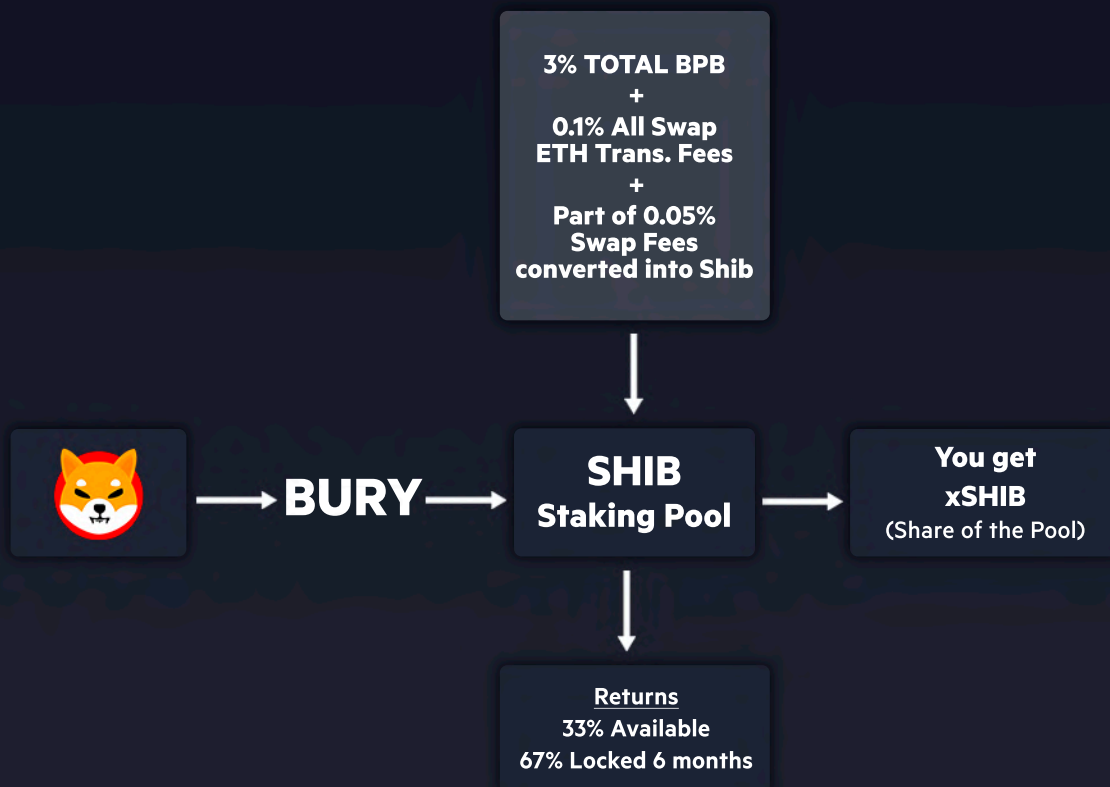 3% TOTAL BPB
+
0.1% All Swap
ETH Trans. Fees
+
Part of 0.05%
Swap Fees
converted into Shib
BURY
SHIB
Staking Pool
You get
xSHIB
(Share of the Pool)
Returns
33% Available
67% Locked 6 months